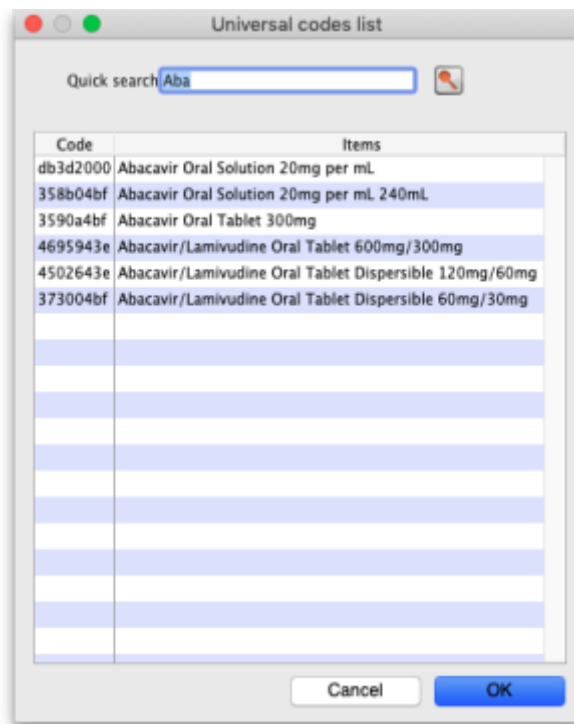 Universal codes list
Quick search Aba
Code Items
db3d2000 Abacavir Oral Solution 20mg per mL
358b04bf Abacavir Oral Solution 20mg per mL 240mL
3590a4bf Abacavir Oral Tablet 300mg
4695943e Abacavir/Lamivudine Oral Tablet 600mg/300mg
4502643e Abacavir/Lamivudine Oral Tablet Dispersible 120mg/60mg
373004bf Abacavir/Lamivudine Oral Tablet Dispersible 60mg/30mg
Cancel OK